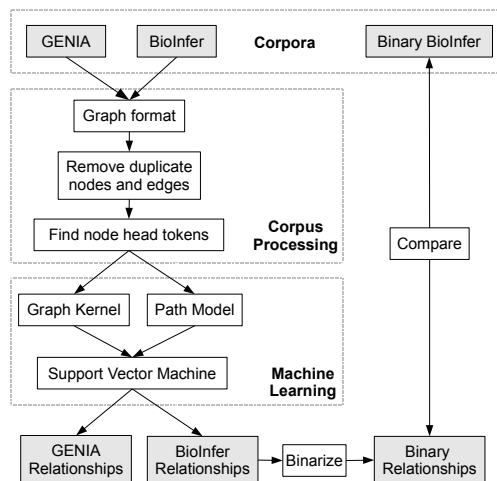 GENIA
BioInfer
Corpora
Binary BioInfer
Graph format
Remove duplicate
nodes and edges
Find node head tokens
Corpus
Processing
Compare
Graph Kernel
Path Model
Support Vector Machine
Machine
Learning
GENIA
Relationships
BioInfer
Relationships
Binarize
Binary
Relationships